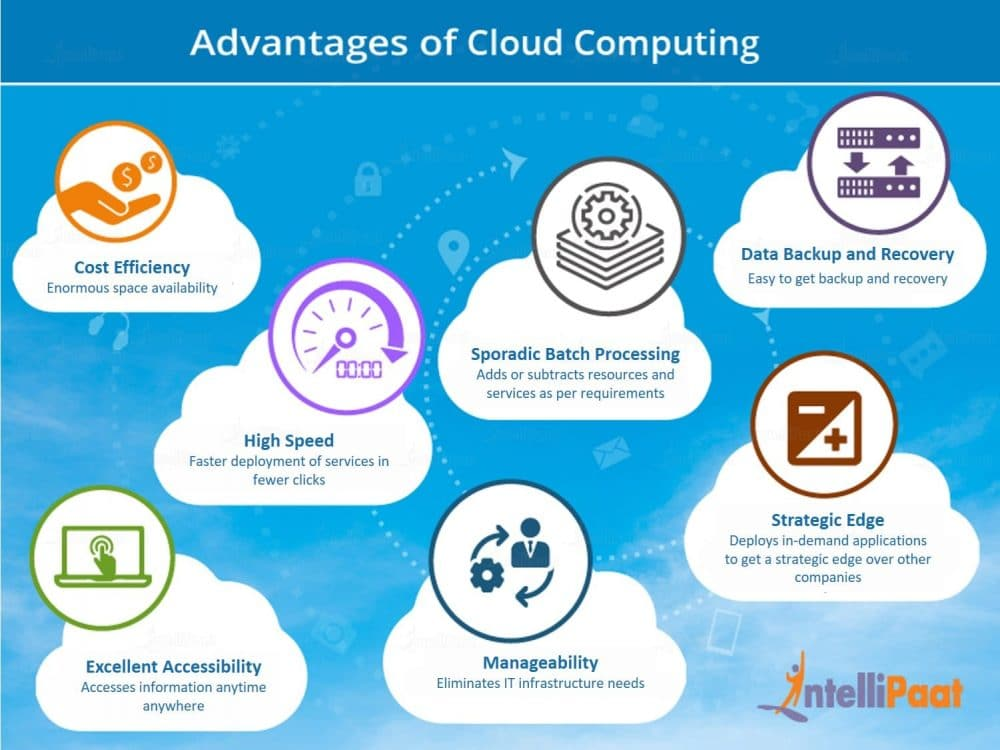 Advantages of Cloud Computing
Cost Efficiency
Enormous space availability
Data Backup and Recovery
Easy to get backup and recovery
Sporadic Batch Processing
Adds or subtracts resources and
services as per requirements
High Speed
Faster deployment of services in
fewer clicks
00:00
Strategic Edge
Deploys in-demand applications
to get a strategic edge over other
companies
Excellent Accessibility
Accesses information anytime
anywhere
Manageability
Eliminates IT infrastructure needs
IntelliPaat